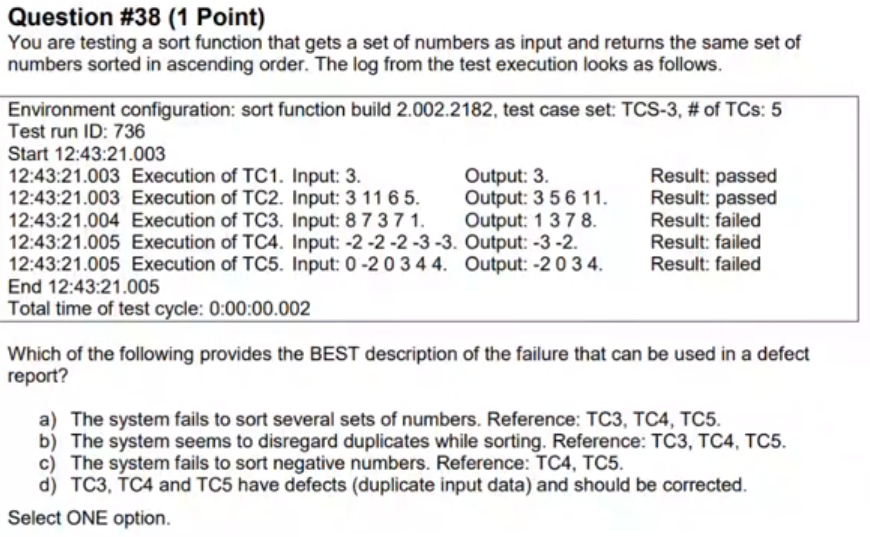 Question #38 (1 Point)
You are testing a sort function that gets a set of numbers as input and returns the same set of
numbers sorted in ascending order. The log from the test execution looks as follows.
Environment configuration: sort function build 2.002.2182, test case set: TCS-3, # of TCs: 5
Test run ID: 736
Start 12:43:21.003
12:43:21.003 Execution of TC1. Input: 3. Output: 3. Result: passed
12:43:21.003 Execution of TC2. Input: 3 11 6 5. Output: 3 5 6 11. Result: passed
12:43:21.004 Execution of TC3. Input: 8 7 3 7 1. Output: 1 3 7 8. Result: failed
12:43:21.005 Execution of TC4. Input: -2 -2 -2 -3 -3. Output: -3 -2. Result: failed
12:43:21.005 Execution of TC5. Input: 0 -2 0 3 4 4. Output: -2 0 3 4. Result: failed
End 12:43:21.005
Total time of test cycle: 0:00:00.002
Which of the following provides the BEST description of the failure that can be used in a defect
report?
a) The system fails to sort several sets of numbers. Reference: TC3, TC4, TC5.
b) The system seems to disregard duplicates while sorting. Reference: TC3, TC4, TC5.
c) The system fails to sort negative numbers. Reference: TC4, TC5.
d) TC3, TC4 and TC5 have defects (duplicate input data) and should be corrected.
Select ONE option.